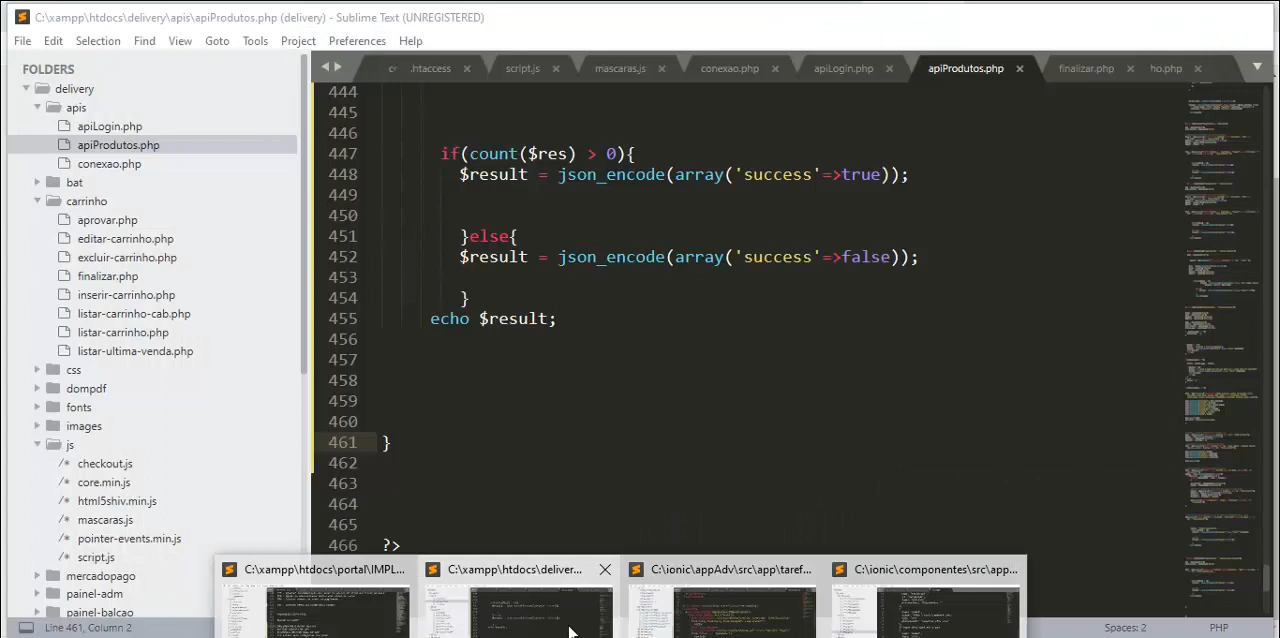 C:\xampp\htdocs\delivery\apis\apiProdutos.php (delivery) - Sublime Text (UNREGISTERED)
File Edit Selection Find View Goto Tools Project Preferences Help
FOLDERS
delivery
apis
apiLogin.php
apiProdutos.php
conexao.php
bat
carrinho
aprovar.php
editar-carrinho.php
excluir-carrinho.php
finalizar.php
inserir-carrinho.php
listar-carrinho-cab.php
listar-carrinho.php
listar-ultima-venda.php
css
dompdf
fonts
images
js
checkout.js
core.min.js
html5shiv.min.js
mascaras.js
pointer-events.min.js
script.js
mercadopago
painel-adm
painel-balcao
.htaccess script.js mascaras.js conexao.php apiLogin.php apiProdutos.php finalizar.php ho.php
444
445
446
447 if(count($res) > 0){
448 $result = json_encode(array('success'=>true));
449
450
451 }else{
452 $result = json_encode(array('success'=>false));
453
454 }
455 echo $result;
456
457
458
459
460
461 }
462
463
464
465
466 ?>
C:\xampp\htdocs\portal\IMPL... C:\xampp\htdocs\deliver... C:\ionic\appAdv\src\app\taref... C:\ionic\componentes\src\app...
Line 461, Column 2 Spaces: 2 PHP